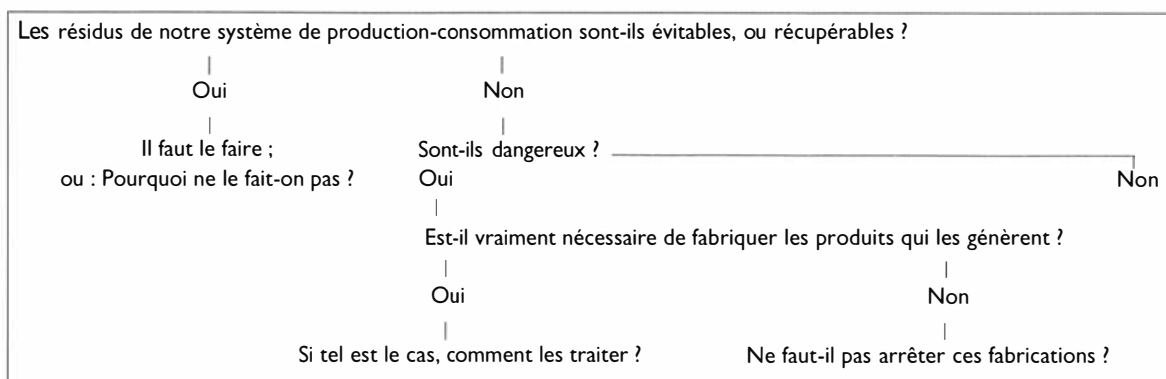 Les résidus de notre système de production-consommation sont-ils évitables, ou récupérables ?
Oui Non
Il faut le faire ; Sont-ils dangereux ?
ou : Pourquoi ne le fait-on pas ? Oui Non
Est-il vraiment nécessaire de fabriquer les produits qui les génèrent ?
Oui Non
Si tel est le cas, comment les traiter ? Ne faut-il pas arrêter ces fabrications ?